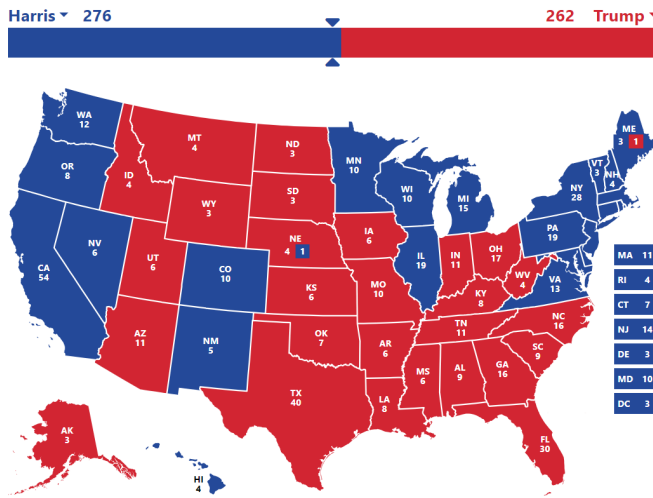 Harris 276
262 Trump
WA
12
MT
4
ND
3
MN
10
ME
3 1
OR
8
ID
4
WY
3
SD
3
WI
10
MI
15
NY
28
VT
3
NH
4
NV
6
UT
6
CO
10
NE
4 1
IA
6
IL
19
IN
11
OH
17
PA
19
CA
54
KS
6
MO
10
KY
8
WV
4
VA
13
AZ
11
NM
5
OK
7
AR
6
TN
11
NC
16
SC
9
TX
40
LA
8
MS
6
AL
9
GA
16
FL
30
AK
3
HI
4
MA 11
RI 4
CT 7
NJ 14
DE 3
MD 10
DC 3